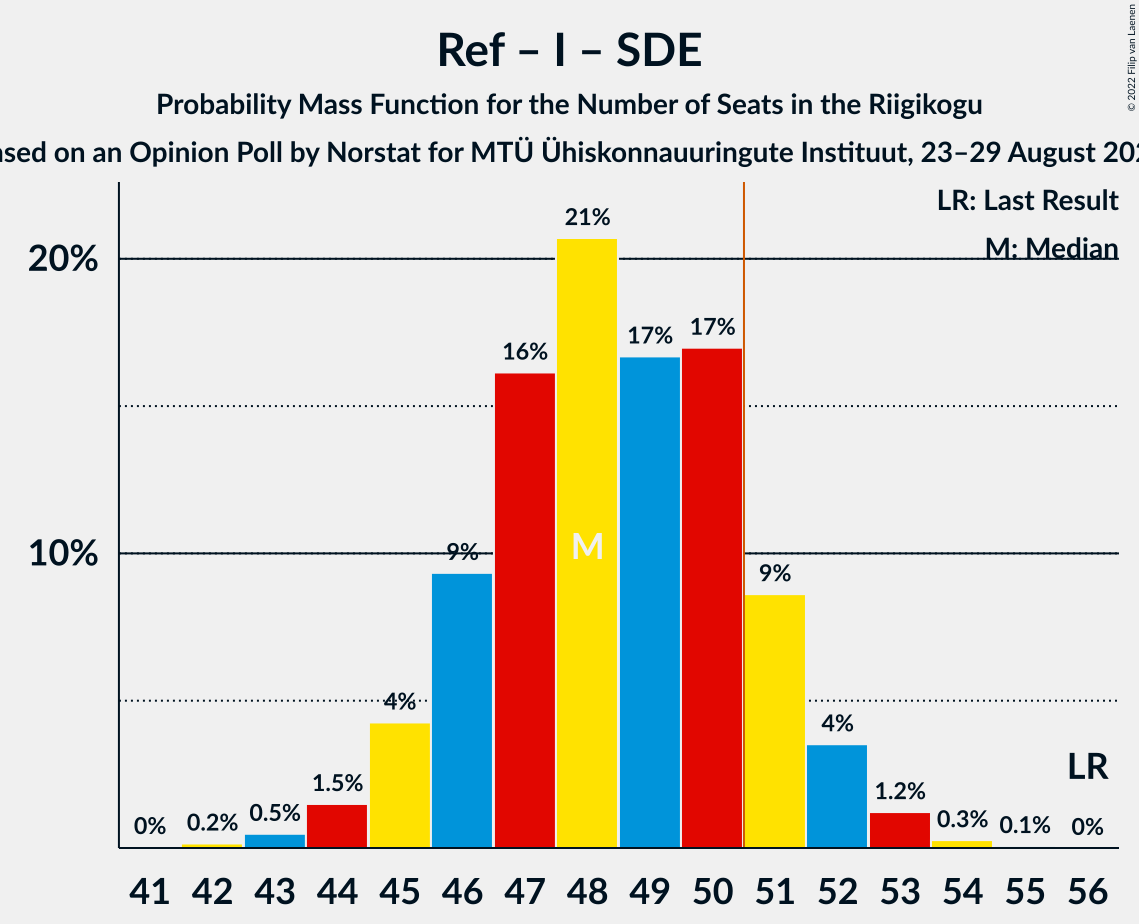 Ref – I – SDE
Probability Mass Function for the Number of Seats in the Riigikogu
on an Opinion Poll by Norstat for MTÜ Ühiskonnauuringute Instituut, 23–29 August
© 2022 Filip van Laenen
LR: Last Result
M: Median
20%
10%
0%
0.2%
0.5%
1.5%
4%
9%
16%
21%
17%
17%
9%
4%
1.2%
0.3%
0.1%
0%
M
LR
41 42 43 44 45 46 47 48 49 50 51 52 53 54 55 56